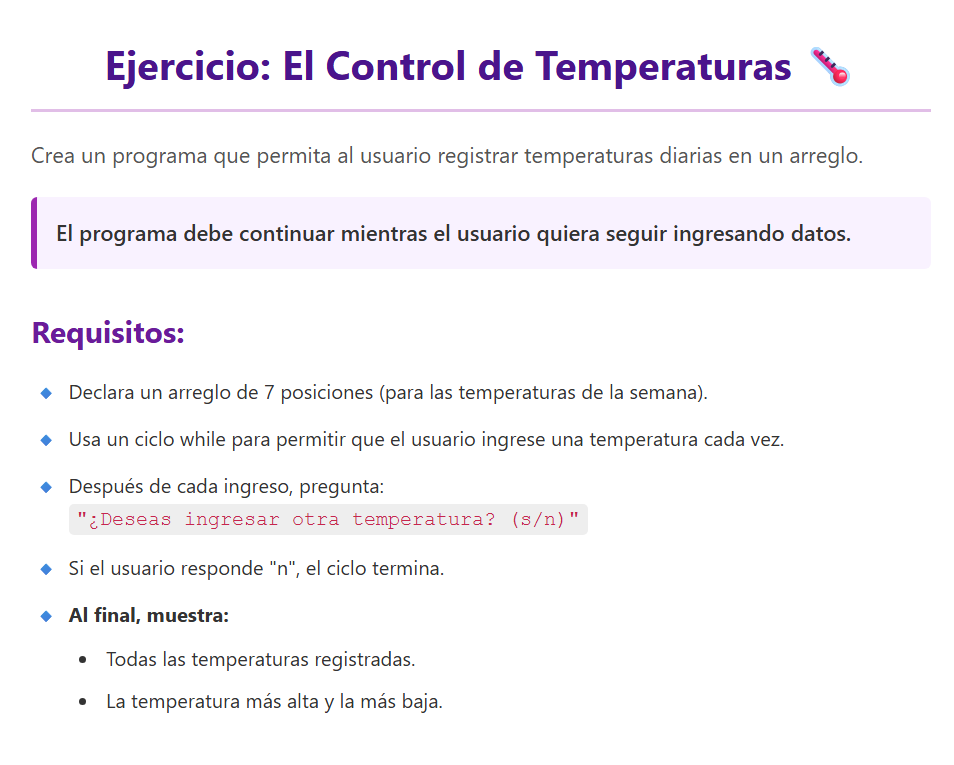 Ejercicio: El Control de Temperaturas
Crea un programa que permita al usuario registrar temperaturas diarias en un arreglo.
El programa debe continuar mientras el usuario quiera seguir ingresando datos.
Requisitos:
Declara un arreglo de 7 posiciones (para las temperaturas de la semana).
Usa un ciclo while para permitir que el usuario ingrese una temperatura cada vez.
Después de cada ingreso, pregunta:
"¿Deseas ingresar otra temperatura? (s/n)"
Si el usuario responde "n", el ciclo termina.
Al final, muestra:
Todas las temperaturas registradas.
La temperatura más alta y la más baja.